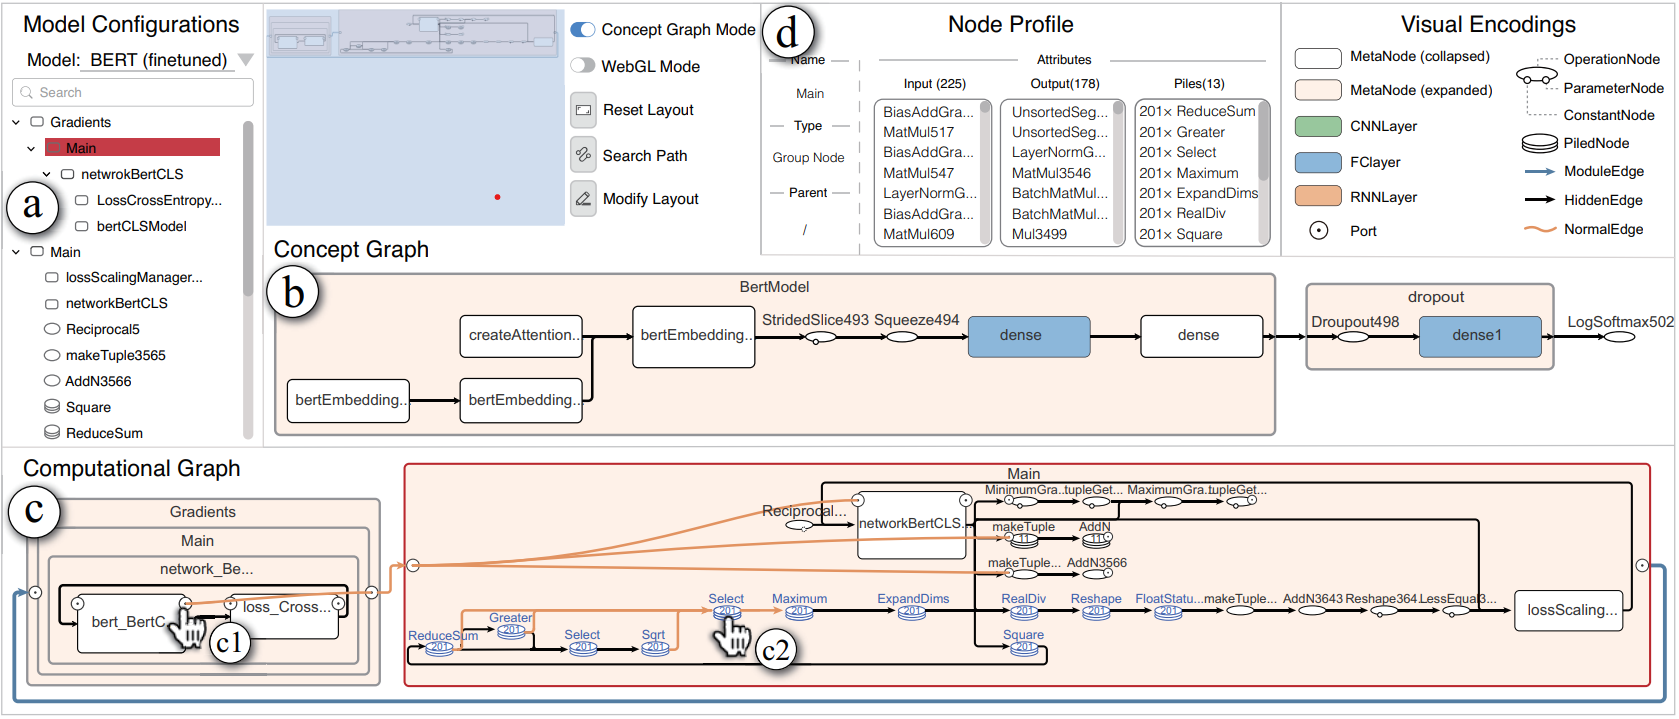 Model Configurations
Model: BERT (finetuned)
Search
Gradients
Main
netwrokBertCLS
LossCrossEntropy...
bertCLSModel
Main
lossScalingManager...
networkBertCLS
Reciprocal5
makeTuple3565
AddN3566
Square
ReduceSum
a
Concept Graph Mode
WebGL Mode
Reset Layout
Search Path
Modify Layout
d
Node Profile
Name
Main
Type
Group Node
Parent
/
Attributes
Input (225)
BiasAddGra...
MatMul517
BiasAddGra...
MatMul547
LayerNormG...
BiasAddGra...
MatMul609
Output(178)
UnsortedSeg...
UnsortedSeg...
LayerNormG...
MatMul3546
BatchMatMul...
BatchMatMul...
Mul3499
Piles(13)
201× ReduceSum
201× Greater
201× Select
201× Maximum
201× ExpandDims
201× RealDiv
201× Square
Visual Encodings
MetaNode (collapsed)
MetaNode (expanded)
CNNLayer
FClayer
RNNLayer
Port
OperationNode
ParameterNode
ConstantNode
PiledNode
ModuleEdge
HiddenEdge
NormalEdge
Concept Graph
b
BertModel
createAttention...
bertEmbedding...
bertEmbedding...
bertEmbedding...
StridedSlice493
Squeeze494
dense
dense
dropout
Droupout498
dense1
LogSoftmax502
Computational Graph
c
Gradients
Main
network_Be...
bert_BertC
loss_Cross...
c1
Main
Reciprocal...
networkBertCLS...
MinimumGra...
tupleGet...
MaximumGra...
tupleGet...
makeTuple
11
AddN
11
makeTuple...
AddN3566
ReduceSum
201
Greater
201
Select
201
Sqrt
201
Select
201
c2
Maximum
201
ExpandDims
201
RealDiv
201
Reshape
201
FloatStatu...
201
makeTuple...
AddN3643
Reshape364
LessEqual3...
Square
201
lossScaling...